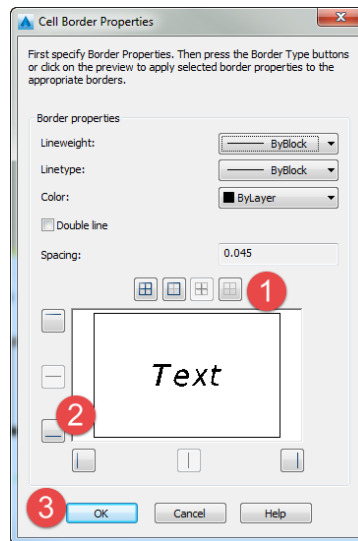 Cell Border Properties
First specify Border Properties. Then press the Border Type buttons
or click on the preview to apply selected border properties to the
appropriate borders.
Border properties
Lineweight:
ByBlock
Linetype:
ByBlock
Color:
ByLayer
Double line
Spacing:
0.045
1
Text
2
3
OK
Cancel
Help